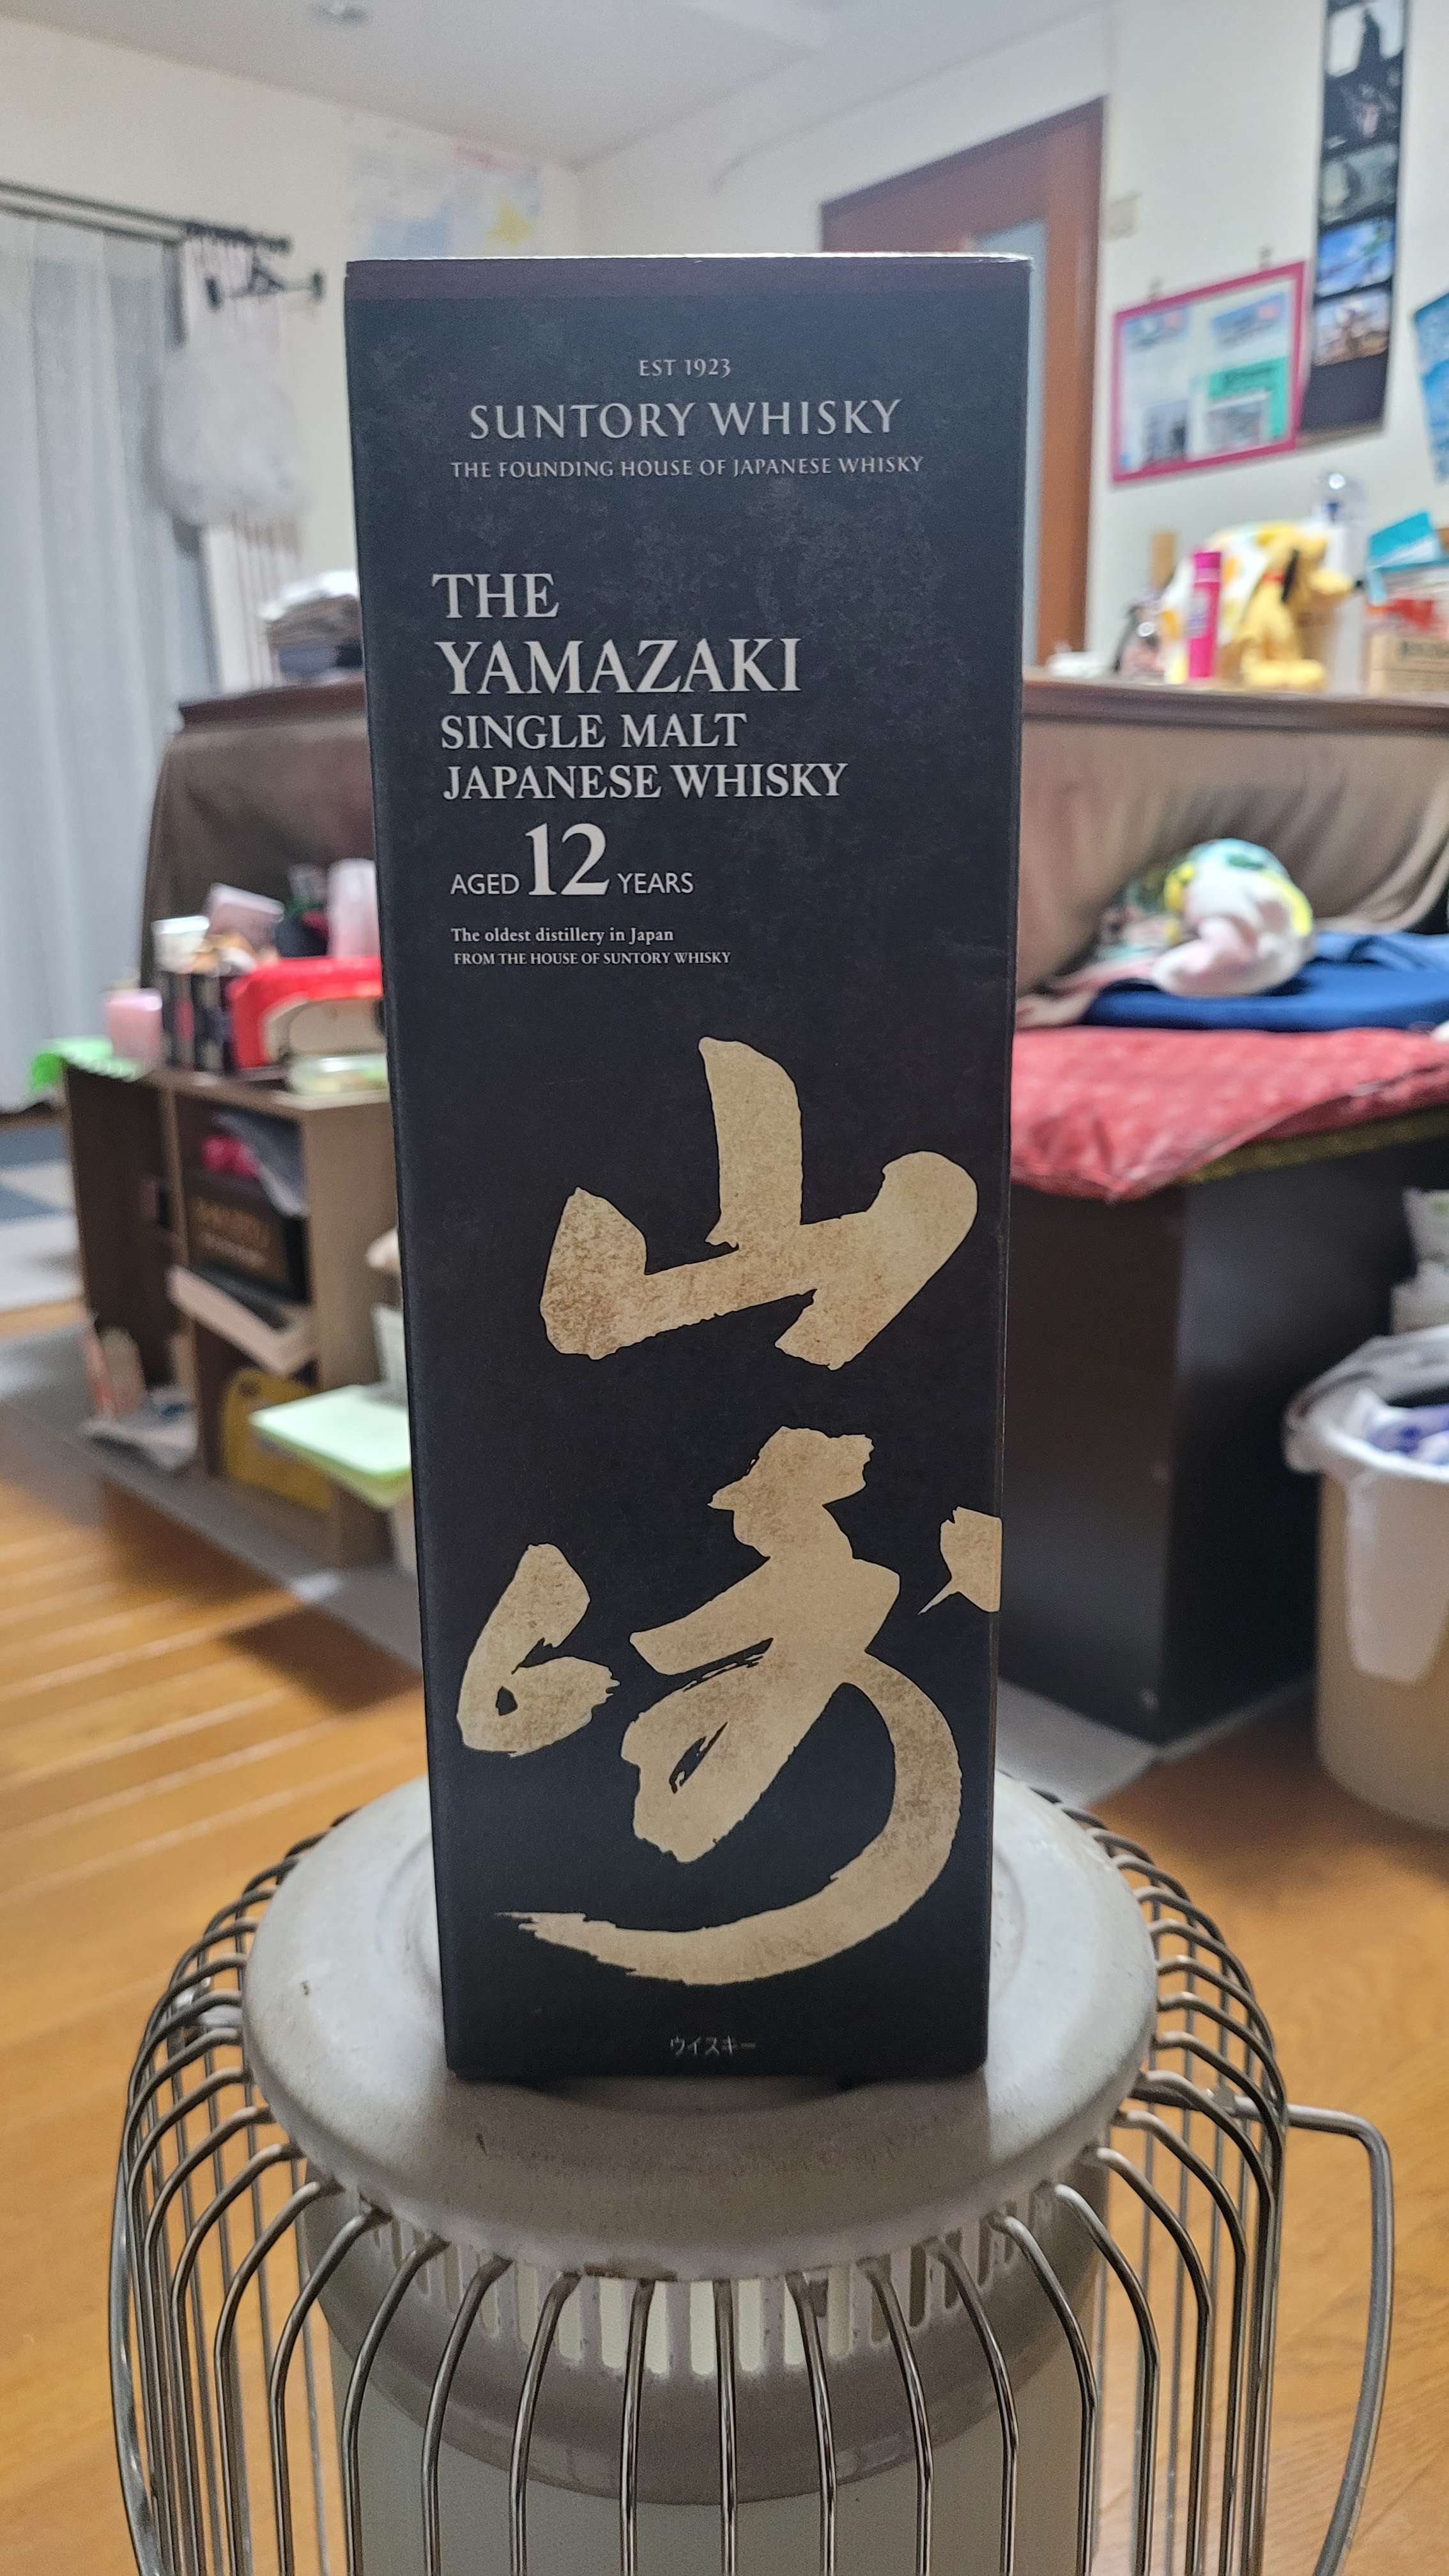 EST 1923
SUNTORY WHISKY
THE FOUNDING HOUSE OF JAPANESE WHISKY
THE
YAMAZAKI
SINGLE MALT
JAPANESE WHISKY
AGED 12 YEARS
The oldest distillery in Japan
FROM THE HOUSE OF SUNTORY WHISKY
山
崎
ウイスキー